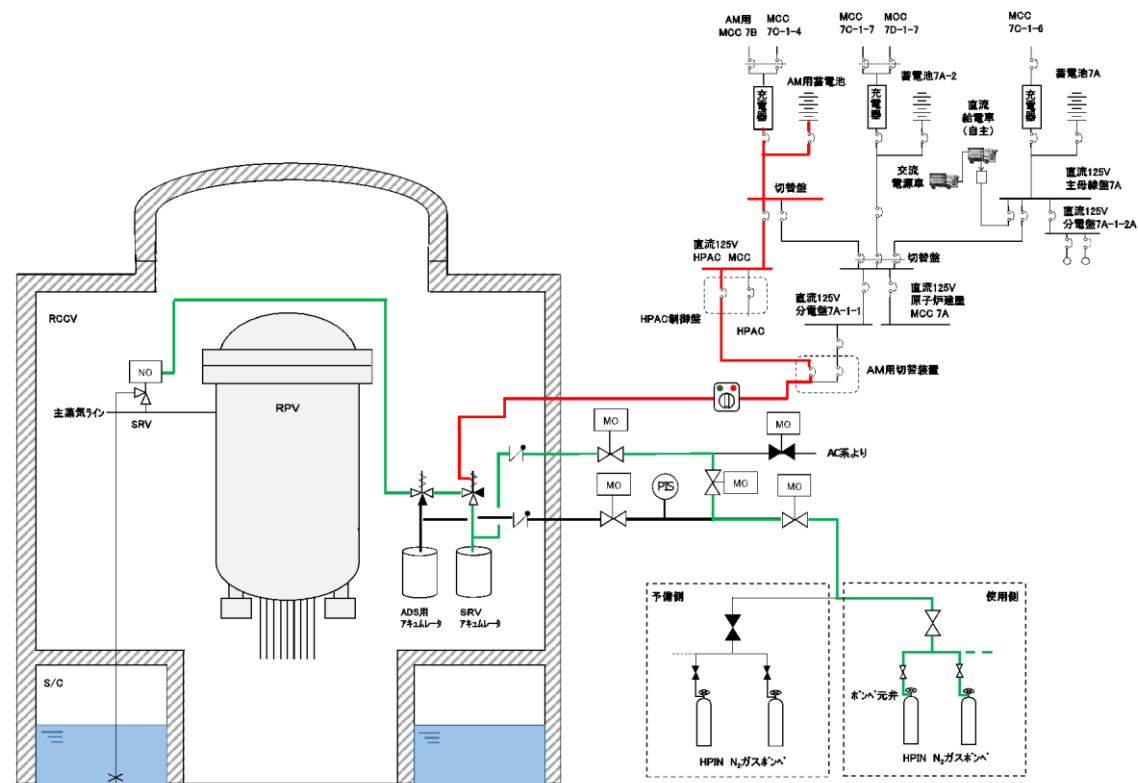 AM用
MCC 7B
MCC
7C-1-4
MCC
7C-1-7
MCC
7D-1-7
MCC
7C-1-6
充電器
AM用蓄電池
充電器
蓄電池7A-2
直流
給電車
(自主)
充電器
蓄電池7A
交流
電源車
直流125V
主母線盤7A
切替盤
直流125V
分電盤7A-1-2A
直流125V
HPAC MCC
切替盤
HPAC制御盤
HPAC
直流125V
分電盤7A-1-1
直流125V
原子炉建屋
MCC 7A
AM用切替装置
RCCV
NO
主蒸気ライン
SRV
RPV
MO
MO
AC系より
MO
PIS
MO
MO
ADS用
アキュムレータ
SRV
アキュムレータ
予備側
使用側
S/C
ボンベ元弁
HPIN N₂ガスボンベ
HPIN N₂ガスボンベ